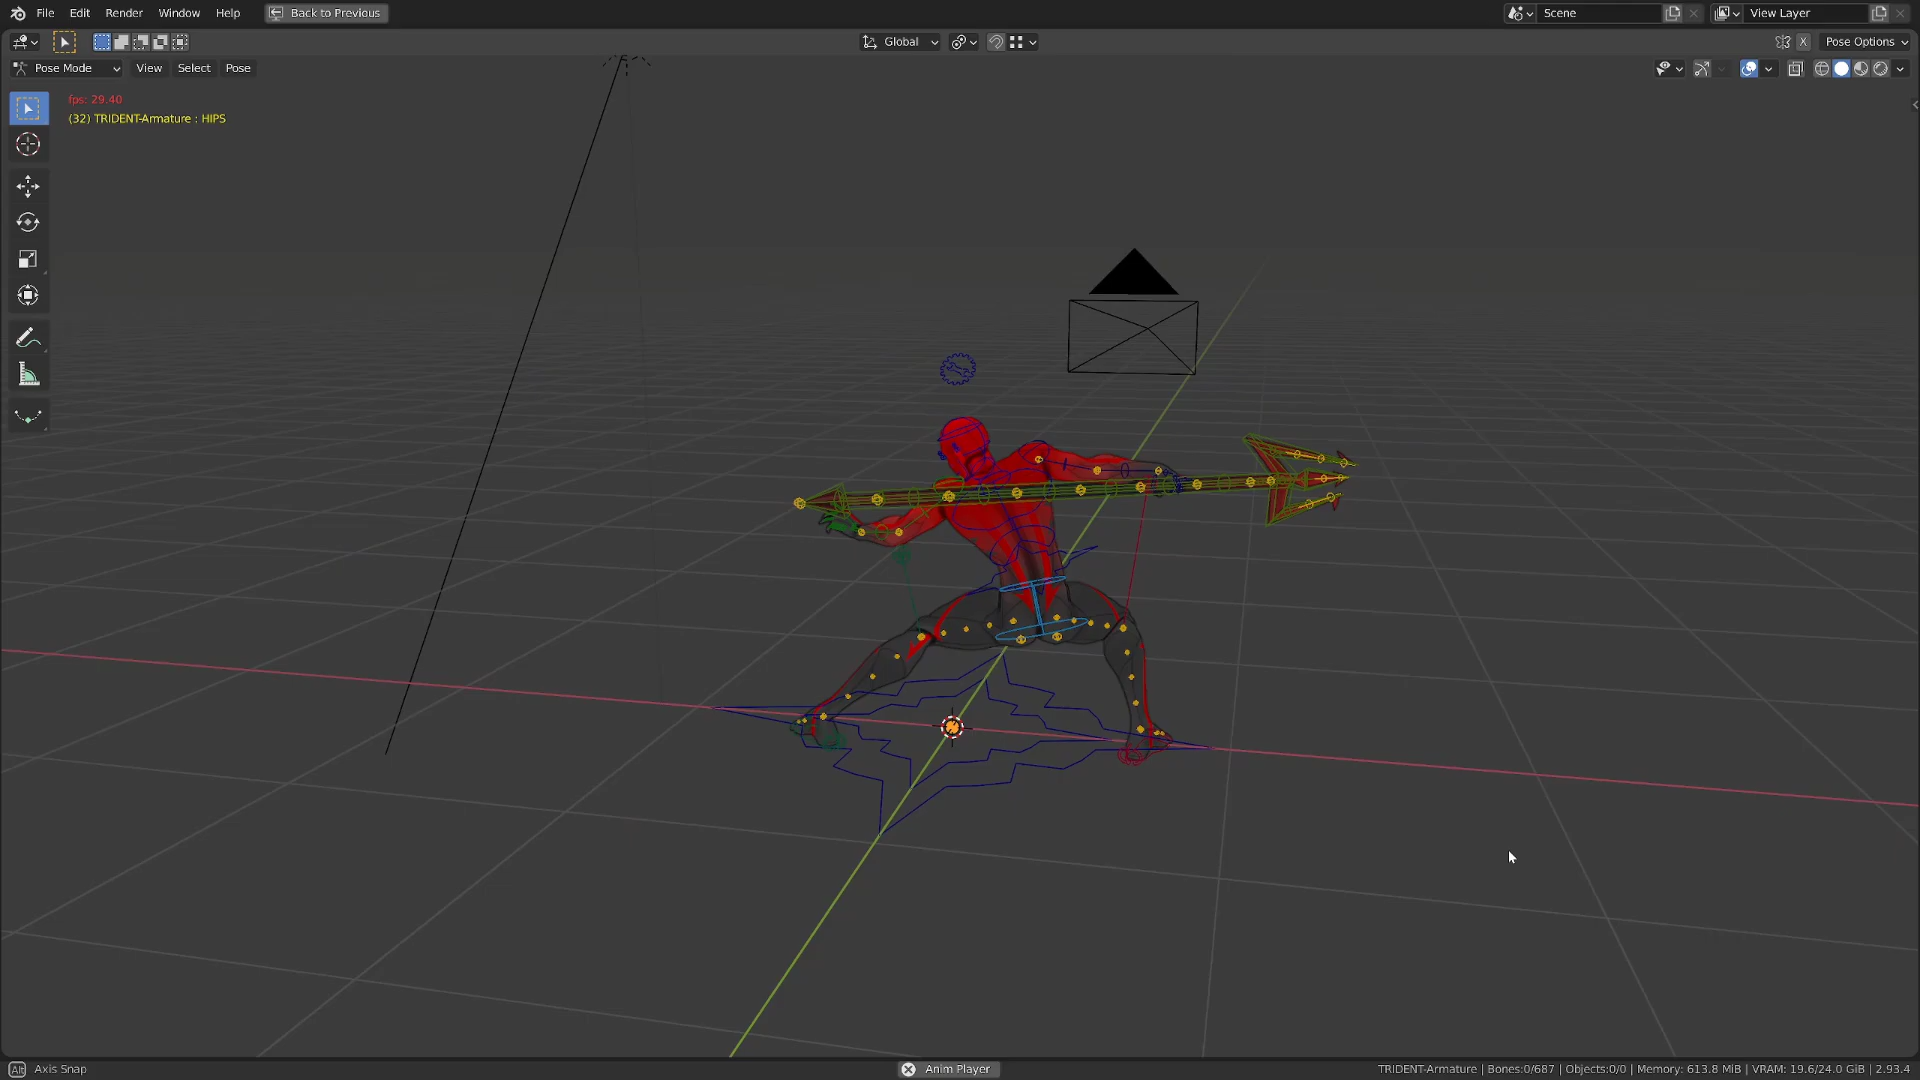 File Edit Render Window Help Back to Previous Scene View Layer
Global X Pose Options
Pose Mode View Select Pose
fps: 29.40
(32) TRIDENT-Armature : HIPS
Alt Axis Snap Anim Player TRIDENT-Armature | Bones:0/687 | Objects:0/0 | Memory: 613.8 MiB | VRAM: 19.6/24.0 GiB | 2.93.4